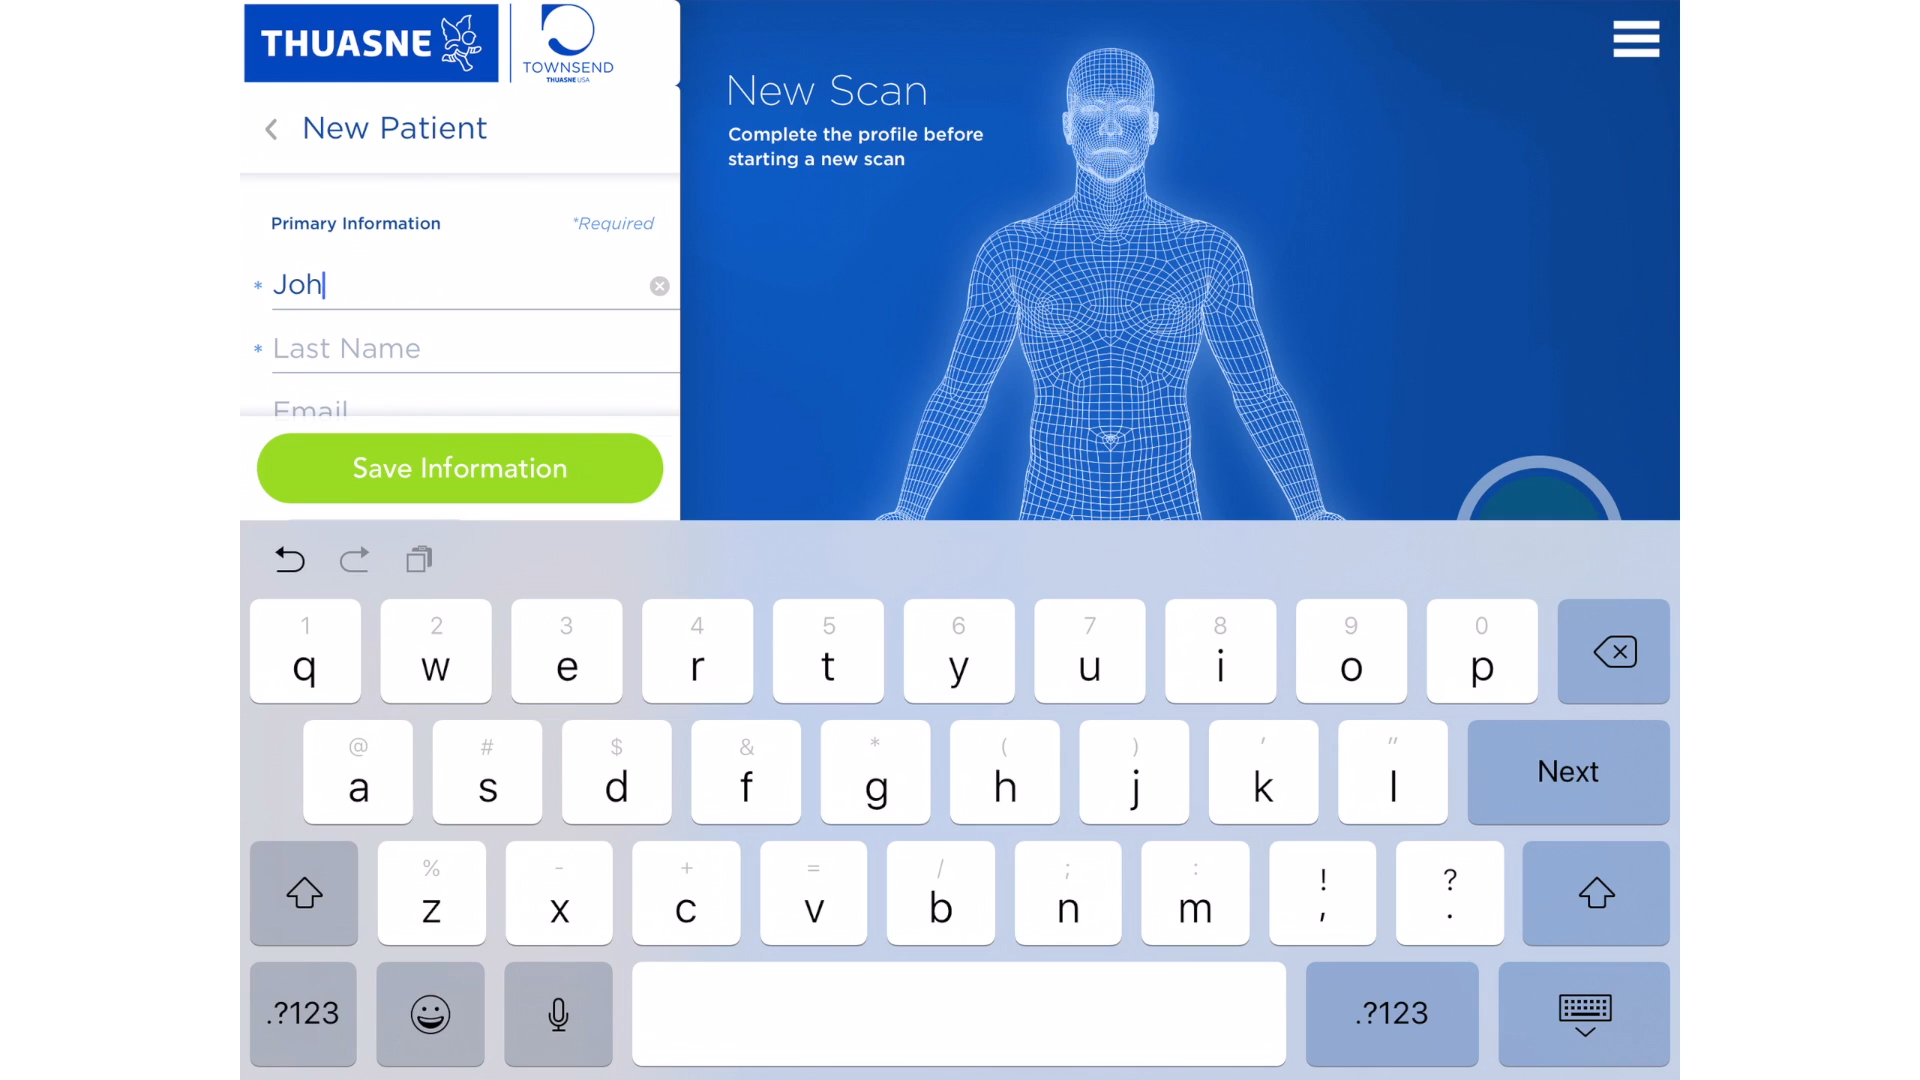 THUASNE
TOWNSEND
THUASNE USA
New Patient
Primary Information
*Required
* Joh
* Last Name
Email
Save Information
New Scan
Complete the profile before
starting a new scan
1 2 3 4 5 6 7 8 9 0
q w e r t y u i o p
@ # $ & * ( ) ' "
a s d f g h j k l Next
% - + = / ; : ! ?
z x c v b n m , .
.?123 .?123